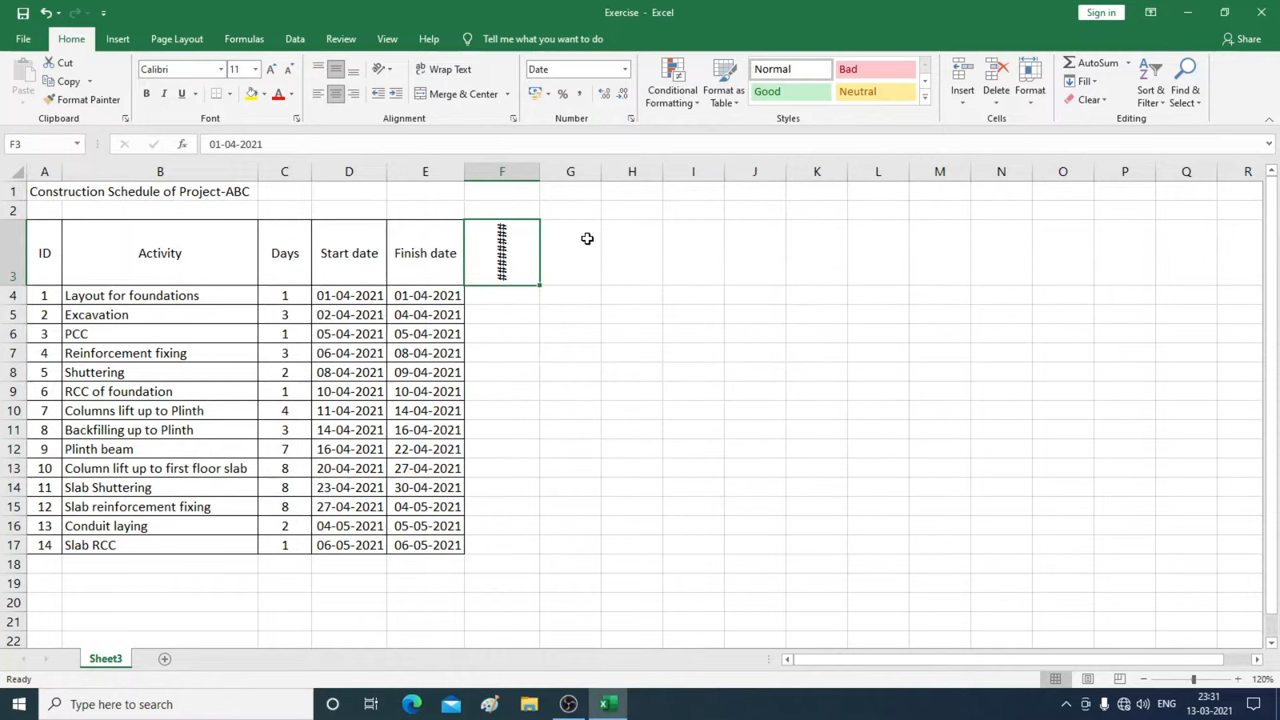 Exercise - Excel
Sign in
File Home Insert Page Layout Formulas Data Review View Help Tell me what you want to do Share
Cut
Copy
Format Painter
Paste
Clipboard
Calibri 11
B I U
Font
Wrap Text
Merge & Center
Alignment
Date
Number
Conditional Formatting
Format as Table
Normal Bad
Good Neutral
Styles
Insert Delete Format
Cells
AutoSum
Fill
Clear
Sort & Filter
Find & Select
Editing
F3 fx 01-04-2021
A B C D E F G H I J K L M N O P Q R
1 Construction Schedule of Project-ABC
2
3 ID Activity Days Start date Finish date ########
4 1 Layout for foundations 1 01-04-2021 01-04-2021
5 2 Excavation 3 02-04-2021 04-04-2021
6 3 PCC 1 05-04-2021 05-04-2021
7 4 Reinforcement fixing 3 06-04-2021 08-04-2021
8 5 Shuttering 2 08-04-2021 09-04-2021
9 6 RCC of foundation 1 10-04-2021 10-04-2021
10 7 Columns lift up to Plinth 4 11-04-2021 14-04-2021
11 8 Backfilling up to Plinth 3 14-04-2021 16-04-2021
12 9 Plinth beam 7 16-04-2021 22-04-2021
13 10 Column lift up to first floor slab 8 20-04-2021 27-04-2021
14 11 Slab Shuttering 8 23-04-2021 30-04-2021
15 12 Slab reinforcement fixing 8 27-04-2021 04-05-2021
16 13 Conduit laying 2 04-05-2021 05-05-2021
17 14 Slab RCC 1 06-05-2021 06-05-2021
18
19
20
21
22
Sheet3
Ready
120%
Type here to search
ENG
23:31
13-03-2021